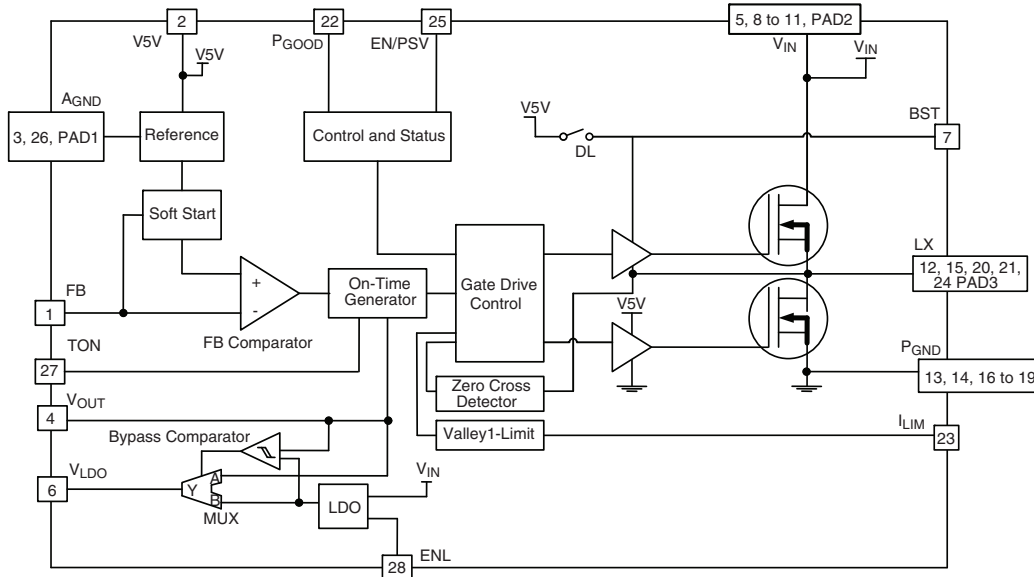 2
22
25
5, 8 to 11, PAD2
V5V
PGOOD
EN/PSV
VIN
VIN
V5V
AGND
3, 26, PAD1
Reference
Control and Status
V5V
DL
BST
7
Soft Start
LX
12, 15, 20, 21,
24 PAD3
FB
1
+
-
FB Comparator
On-Time
Generator
Gate Drive
Control
V5V
TON
27
PGND
13, 14, 16 to 19
Zero Cross
Detector
VOUT
4
Bypass Comparator
Valley1-Limit
ILIM
23
VLDO
6
Y
A
B
MUX
LDO
VIN
ENL
28